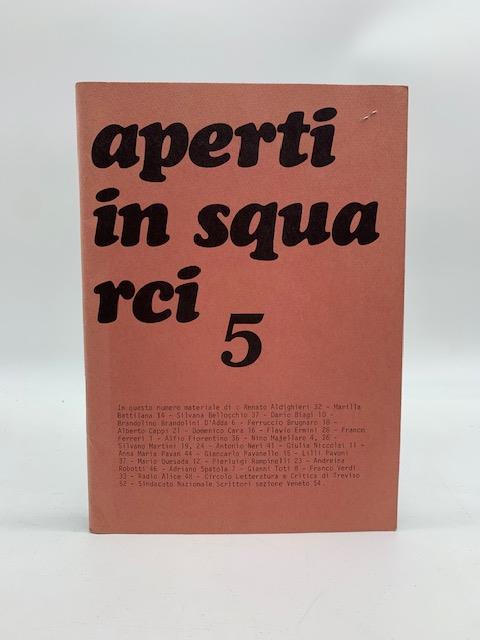 aperti
in squa
rci
5
In questo numero materiale di : Renato Aldighieri 32 - Marilla
Battilana 14 - Silvana Bellocchio 37 - Dario Biagi 10 -
Brandolino Brandolini D'Adda 6 - Ferruccio Brugnaro 18 -
Alberto Cappi 21 - Domenico Cara 16 - Flavio Ermini 28 - Franco
Ferreri 1 - Alfio Fiorentino 36 - Nino Majellaro 4, 26 -
Silvano Martini 19, 24 - Antonio Neri 41 - Giulia Niccolai 11 -
Anna Maria Pavan 44 - Giancarlo Pavanello 15 - Lilli Pavoni
37 - Mario Quesada 12 - Pierluigi Rampinelli 23 - Andreina
Robotti 46 - Adriano Spatola 7 - Gianni Toti 8 - Franco Verdi
33 - Radio Alice 48 - Circolo Letteratura e Critica di Treviso
52 - Sindacato Nazionale Scrittori sezione Veneto 54.